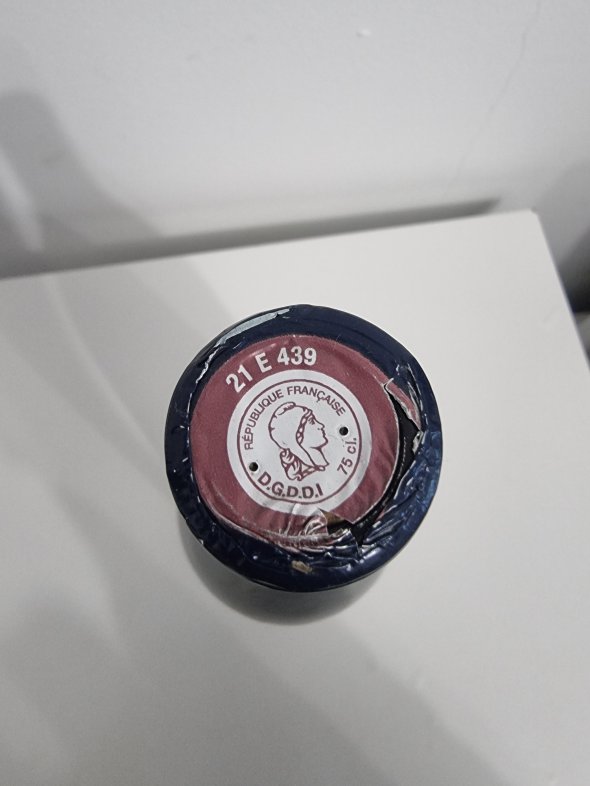 21 E 439
RÉPUBLIQUE FRANÇAISE
75 cl.
D.G.D.D.I